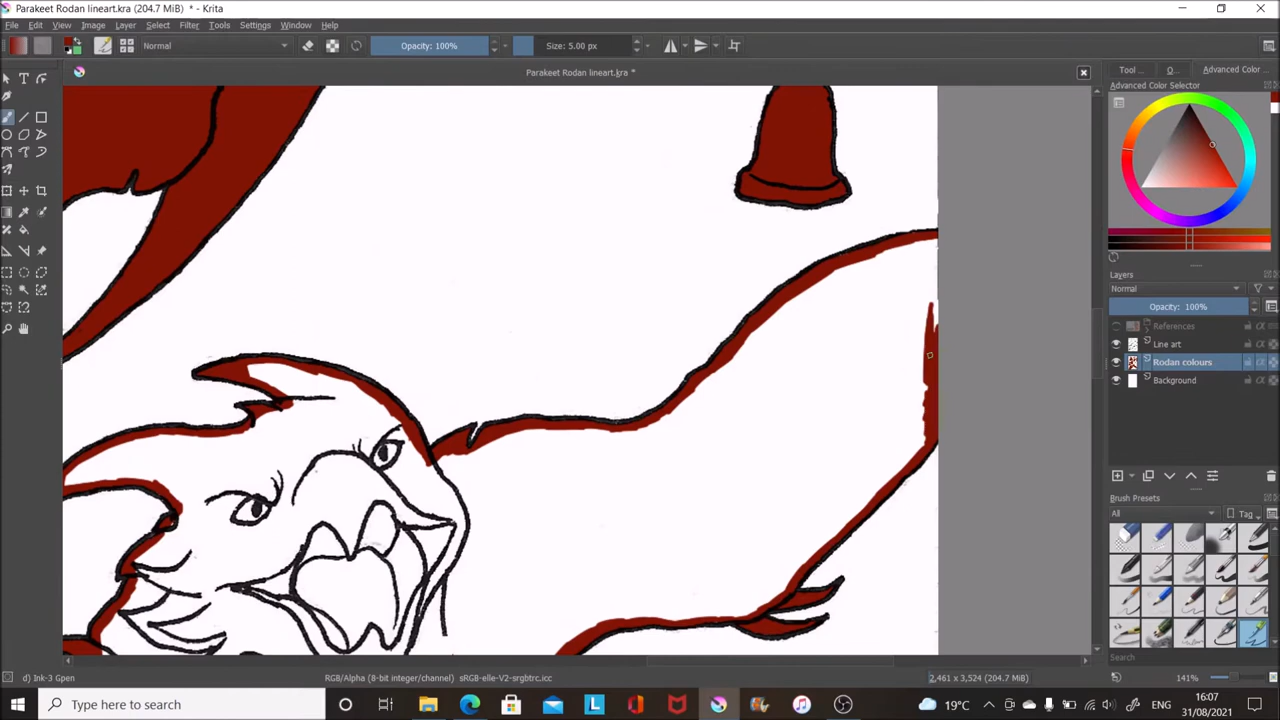 Parakeet Rodan lineart.kra (204.7 MiB) * - Krita
File Edit View Image Layer Select Filter Tools Settings Window Help
Normal Opacity: 100% Size: 5.00 px
Parakeet Rodan lineart.kra *
Tool ... O... Advanced Color ...
Advanced Color Selector
Layers
Normal
Opacity: 100%
References
Line art
Rodan colours
Background
Brush Presets
All Tag
Search
d) Ink-3 Gpen RGB/Alpha (8-bit integer/channel) sRGB-elle-V2-srgbtrc.icc 2,461 x 3,524 (204.7 MiB) 141%
Type here to search L 19°C 16:07
31/08/2021